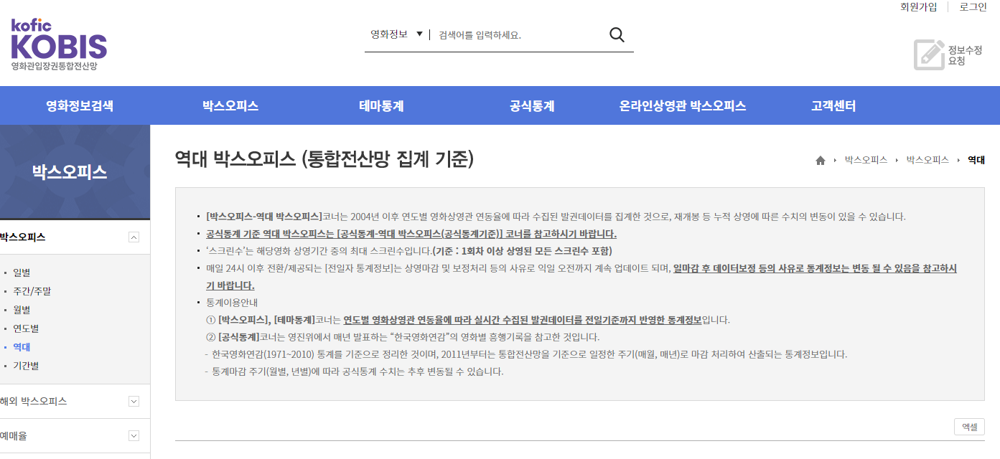 회원가입 로그인
kofic
KOBIS
영화관입장권통합전산망
영화정보 ▼ 검색어를 입력하세요.
정보수정
요청
영화정보검색 박스오피스 테마통계 공식통계 온라인상영관 박스오피스 고객센터
박스오피스
박스오피스
일별
주간/주말
월별
연도별
역대
기간별
해외 박스오피스
예매율
역대 박스오피스 (통합전산망 집계 기준)
박스오피스 박스오피스 역대
[박스오피스-역대 박스오피스]코너는 2004년 이후 연도별 영화상영관 연동율에 따라 수집된 발권데이터를 집계한 것으로, 재개봉 등 누적 상영에 따른 수치의 변동이 있을 수 있습니다.
공식통계 기준 역대 박스오피스는 [공식통계-역대 박스오피스(공식통계기준)] 코너를 참고하시기 바랍니다.
‘스크린수’는 해당영화 상영기간 중의 최대 스크린수입니다.(기준 : 1회차 이상 상영된 모든 스크린수 포함)
매일 24시 이후 전환/제공되는 [전일자 통계정보]는 상영마감 및 보정처리 등의 사유로 익일 오전까지 계속 업데이트 되며, 일마감 후 데이터보정 등의 사유로 통계정보는 변동 될 수 있음을 참고하시
기 바랍니다.
통계이용안내
① [박스오피스], [테마통계]코너는 연도별 영화상영관 연동율에 따라 실시간 수집된 발권데이터를 전일기준까지 반영한 통계정보입니다.
② [공식통계]코너는 영진위에서 매년 발표하는 “한국영화연감”의 영화별 흥행기록을 참고한 것입니다.
- 한국영화연감(1971~2010) 통계를 기준으로 정리한 것이며, 2011년부터는 통합전산망을 기준으로 일정한 주기(매월, 매년)로 마감 처리하여 산출되는 통계정보입니다.
- 통계마감 주기(월별, 년별)에 따라 공식통계 수치는 추후 변동될 수 있습니다.
엑셀